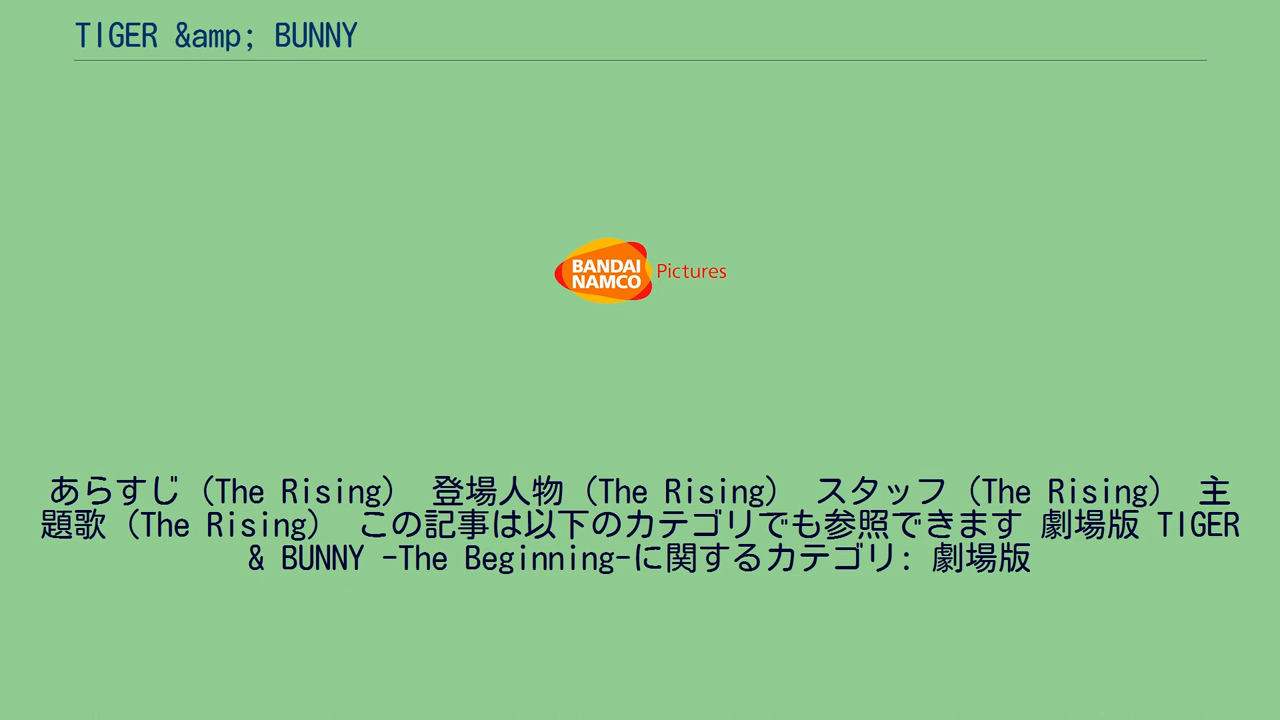 TIGER &amp; BUNNY
BANDAI
NAMCO
Pictures
あらすじ（The Rising） 登場人物（The Rising） スタッフ（The Rising） 主
題歌（The Rising） この記事は以下のカテゴリでも参照できます 劇場版 TIGER
& BUNNY -The Beginning-に関するカテゴリ: 劇場版